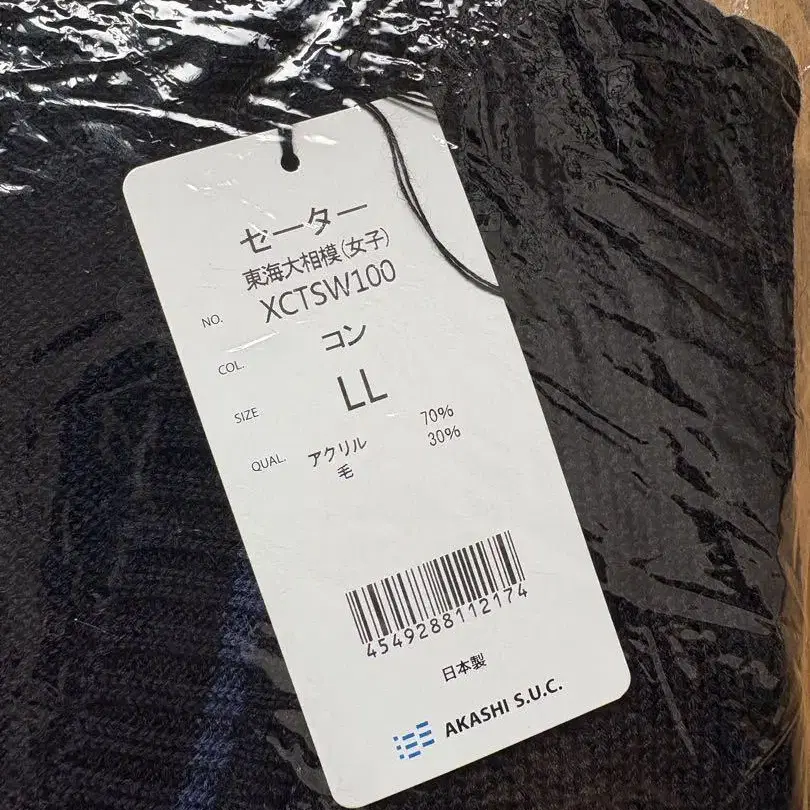 セーター
東海大相模(女子)
NO. XCTSW100
COL. コン
SIZE LL
QUAL. アクリル 70%
毛 30%
4549288112174
日本製
AKASHI S.U.C.